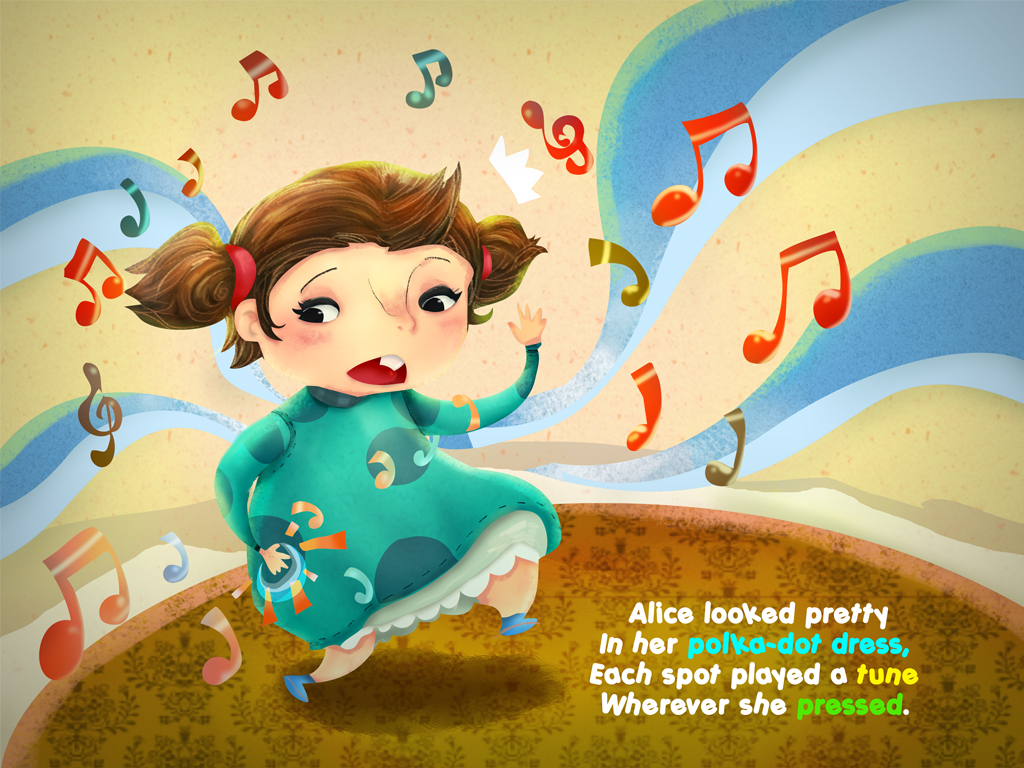 Alice looked pretty
In her polka-dot dress,
Each spot played a tune
Wherever she pressed.